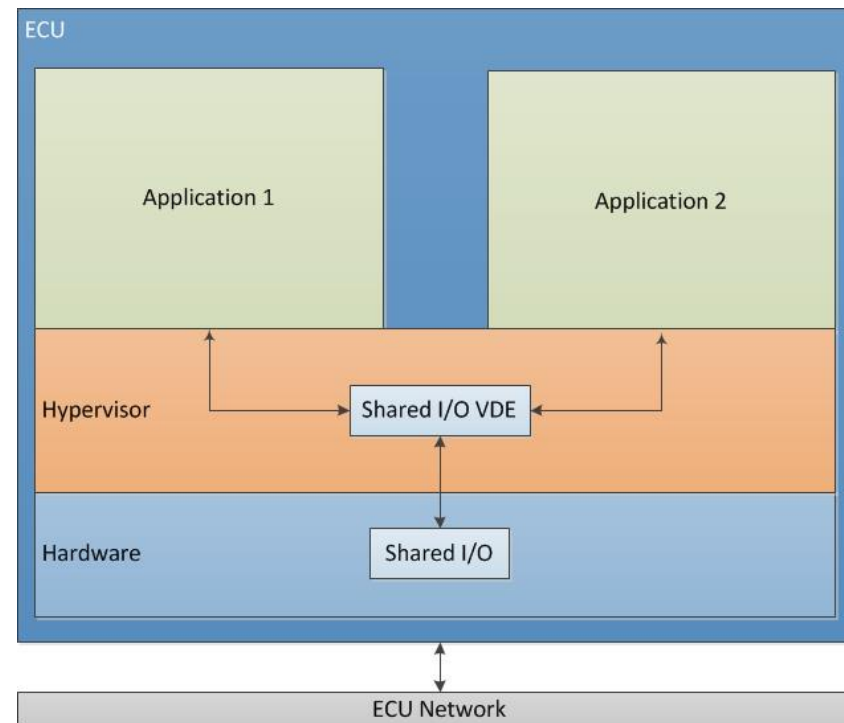 ECU
Application 1
Application 2
Hypervisor
Shared I/O VDE
Hardware
Shared I/O
ECU Network